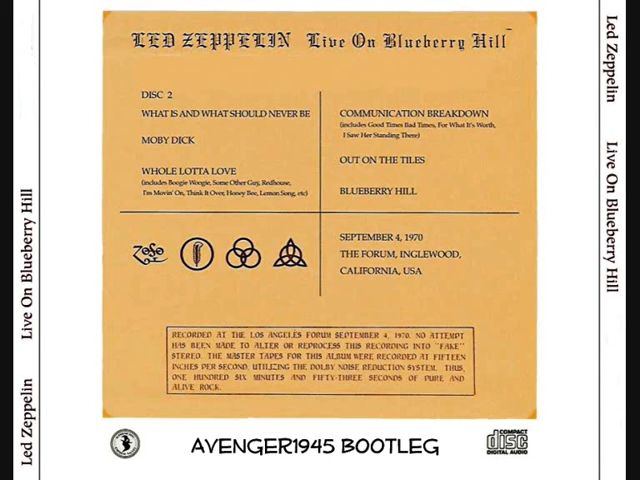 LED ZEPPELIN Live On Blueberry Hill
DISC 2
WHAT IS AND WHAT SHOULD NEVER BE
MOBY DICK
WHOLE LOTTA LOVE
(includes Boogie Woogie, Some Other Guy, Redhouse,
I'm Movin' On, Think It Over, Honey Bee, Lemon Song, etc)
COMMUNICATION BREAKDOWN
(includes Good Times Bad Times, For What It's Worth,
I Saw Her Standing There)
OUT ON THE TILES
BLUEBERRY HILL
SEPTEMBER 4, 1970
THE FORUM, INGLEWOOD,
CALIFORNIA, USA
ZoSo
RECORDED AT THE LOS ANGELES FORUM SEPTEMBER 4, 1970. NO ATTEMPT
HAS BEEN MADE TO ALTER OR REPROCESS THIS RECORDING INTO "FAKE"
STEREO. THE MASTER TAPES FOR THIS ALBUM WERE RECORDED AT FIFTEEN
INCHES PER SECOND, UTILIZING THE DOLBY NOISE REDUCTION SYSTEM. THUS,
ONE HUNDRED SIX MINUTES AND FIFTY-THREE SECONDS OF PURE AND
ALIVE ROCK.
AVENGER1945 BOOTLEG
COMPACT
disc
DIGITAL AUDIO
Led Zeppelin Live On Blueberry Hill
Led Zeppelin Live On Blueberry Hill